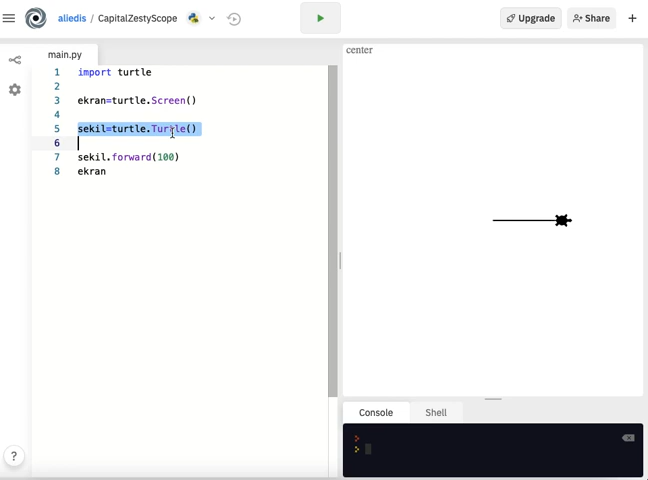 aliedis / CapitalZestyScope
Upgrade
Share
main.py
center
1 import turtle
2
3 ekran=turtle.Screen()
4
5 sekil=turtle.Turtle()
6
7 sekil.forward(100)
8 ekran
Console
Shell
?